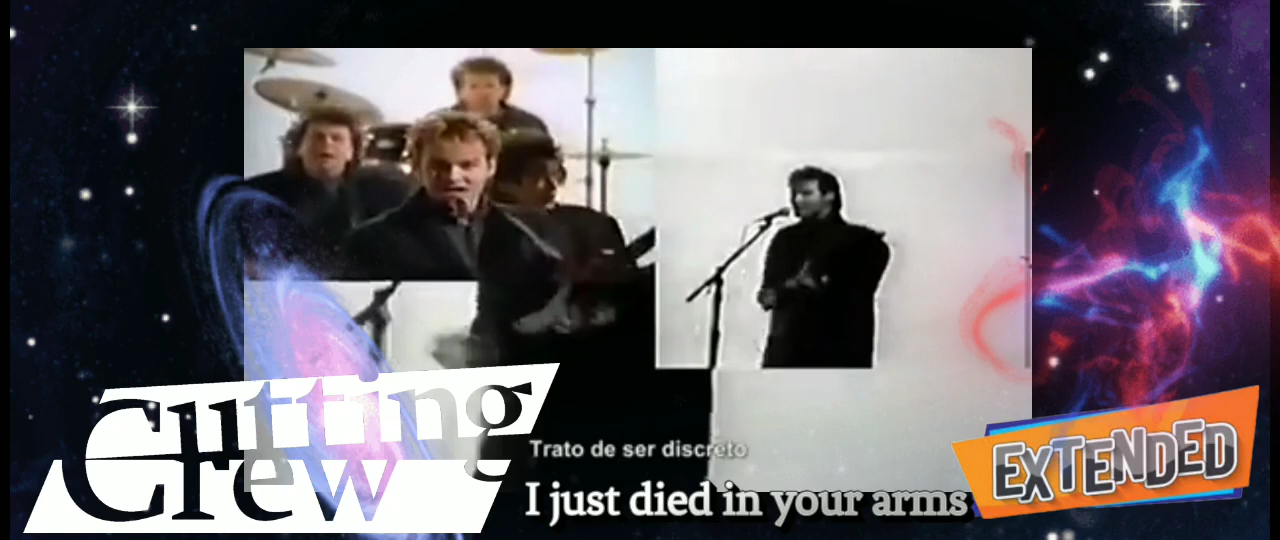 Cutting
Crew
Trato de ser discreto
I just died in your arms
EXTENDED